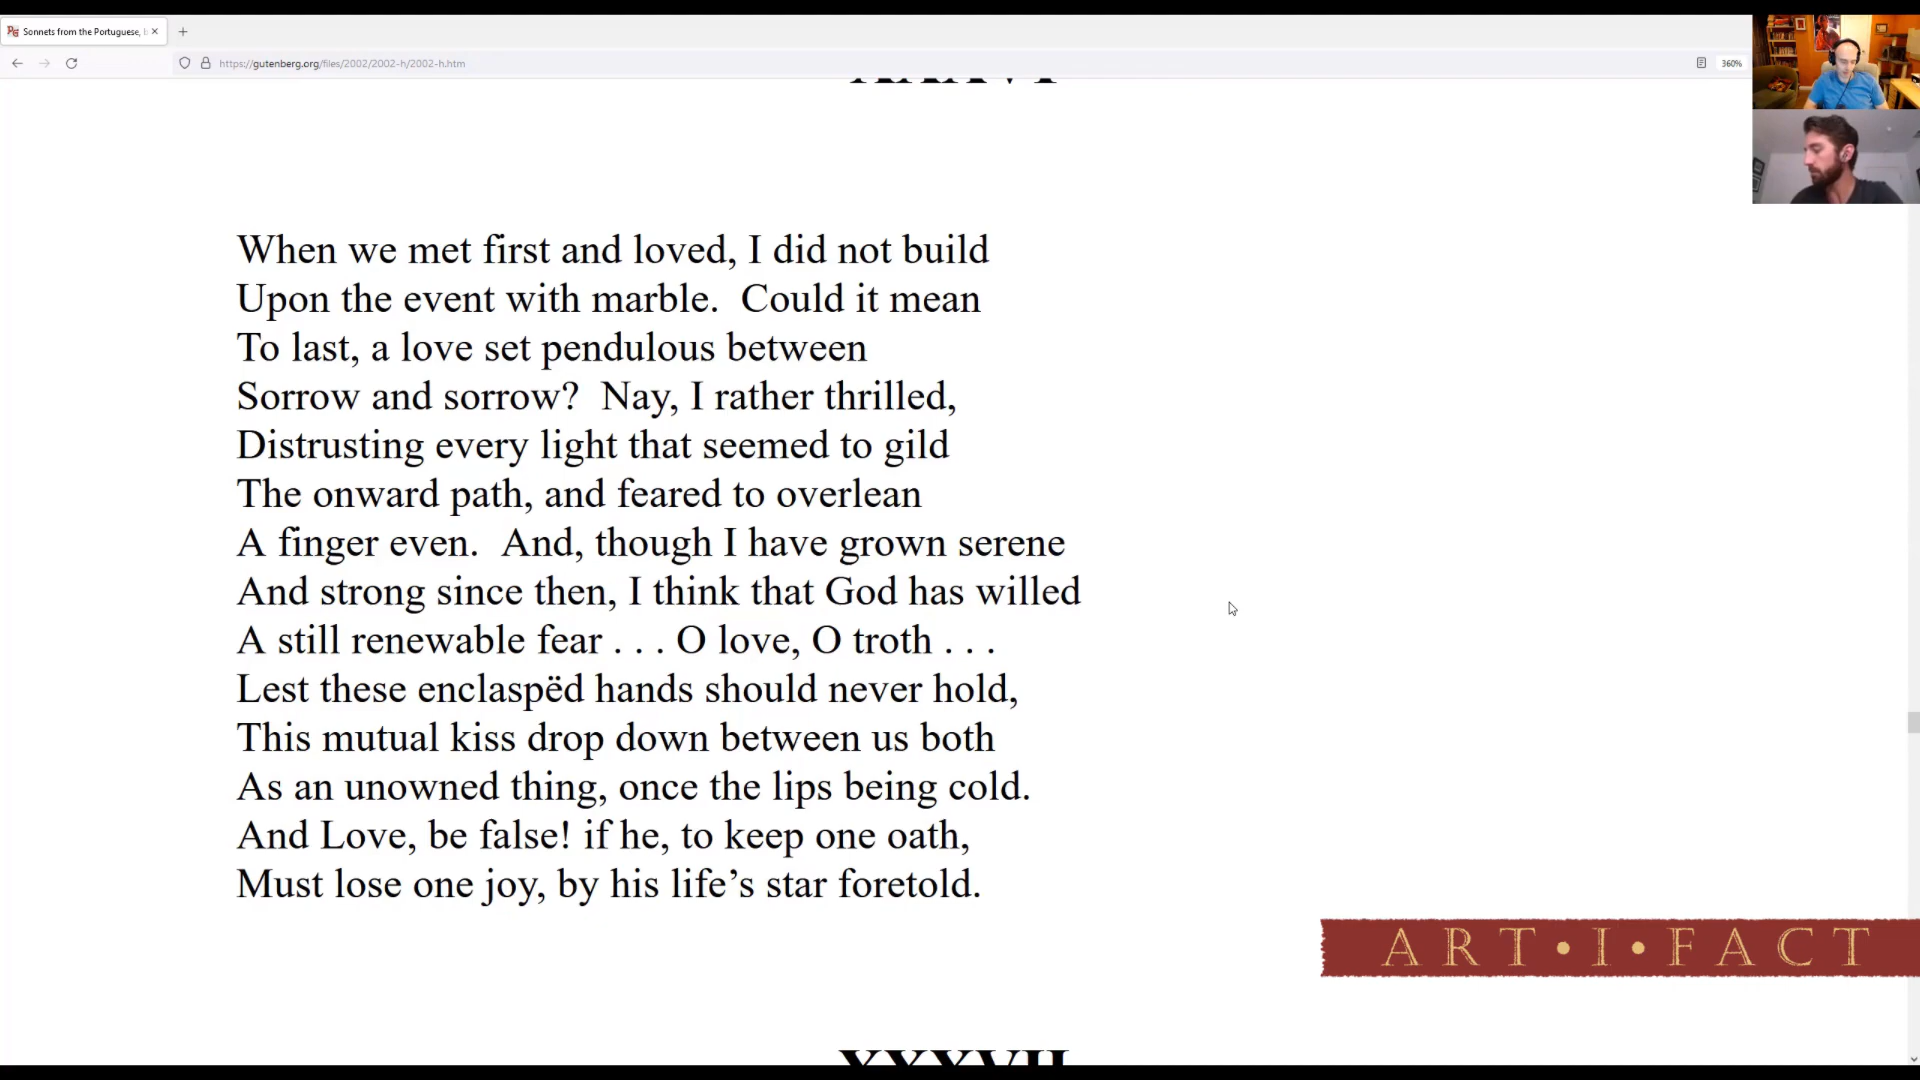 Sonnets from the Portuguese,
https://gutenberg.org/files/2002/2002-h/2002-h.htm
360%
XXXVI
When we met first and loved, I did not build
Upon the event with marble.  Could it mean
To last, a love set pendulous between
Sorrow and sorrow?  Nay, I rather thrilled,
Distrusting every light that seemed to gild
The onward path, and feared to overlean
A finger even.  And, though I have grown serene
And strong since then, I think that God has willed
A still renewable fear . . . O love, O troth . . .
Lest these enclaspëd hands should never hold,
This mutual kiss drop down between us both
As an unowned thing, once the lips being cold.
And Love, be false! if he, to keep one oath,
Must lose one joy, by his life’s star foretold.
ART•I•FACT
XXXVII